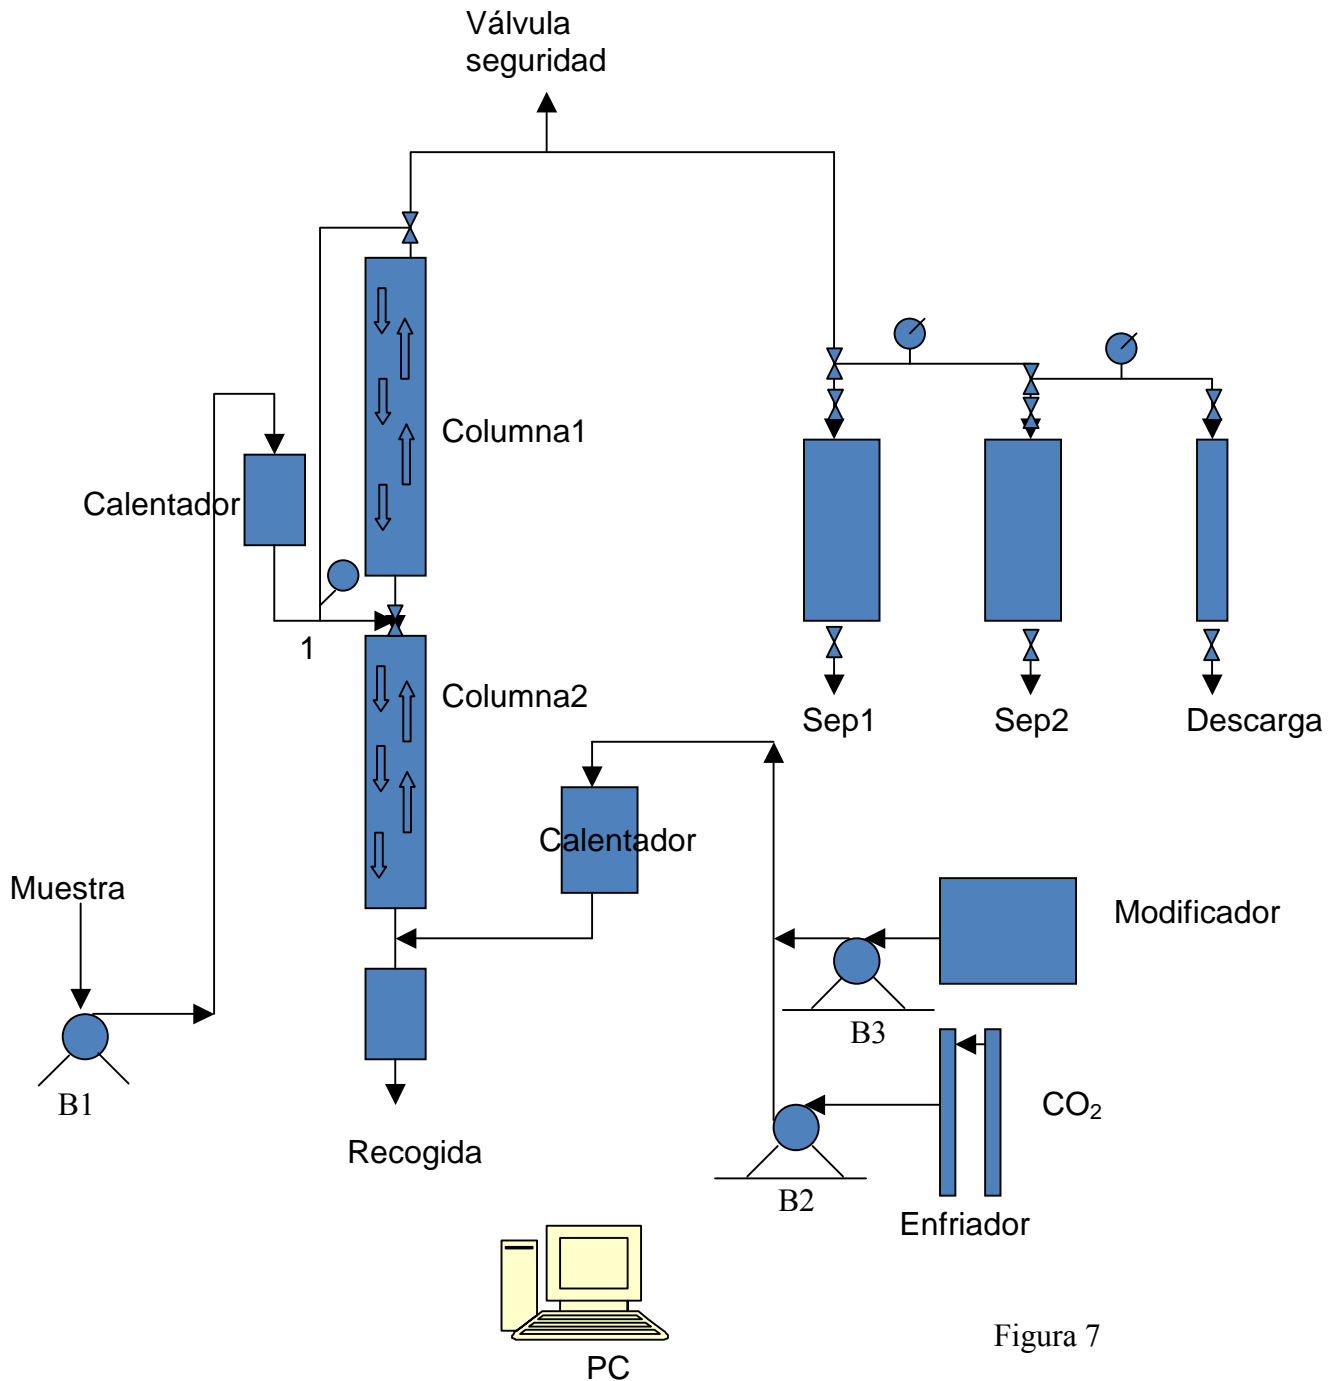 Válvula
seguridad
Columna1
Calentador
1
Columna2
Sep1
Sep2
Descarga
Calentador
Muestra
Modificador
B3
B1
CO₂
Recogida
B2
Enfriador
Figura 7
PC